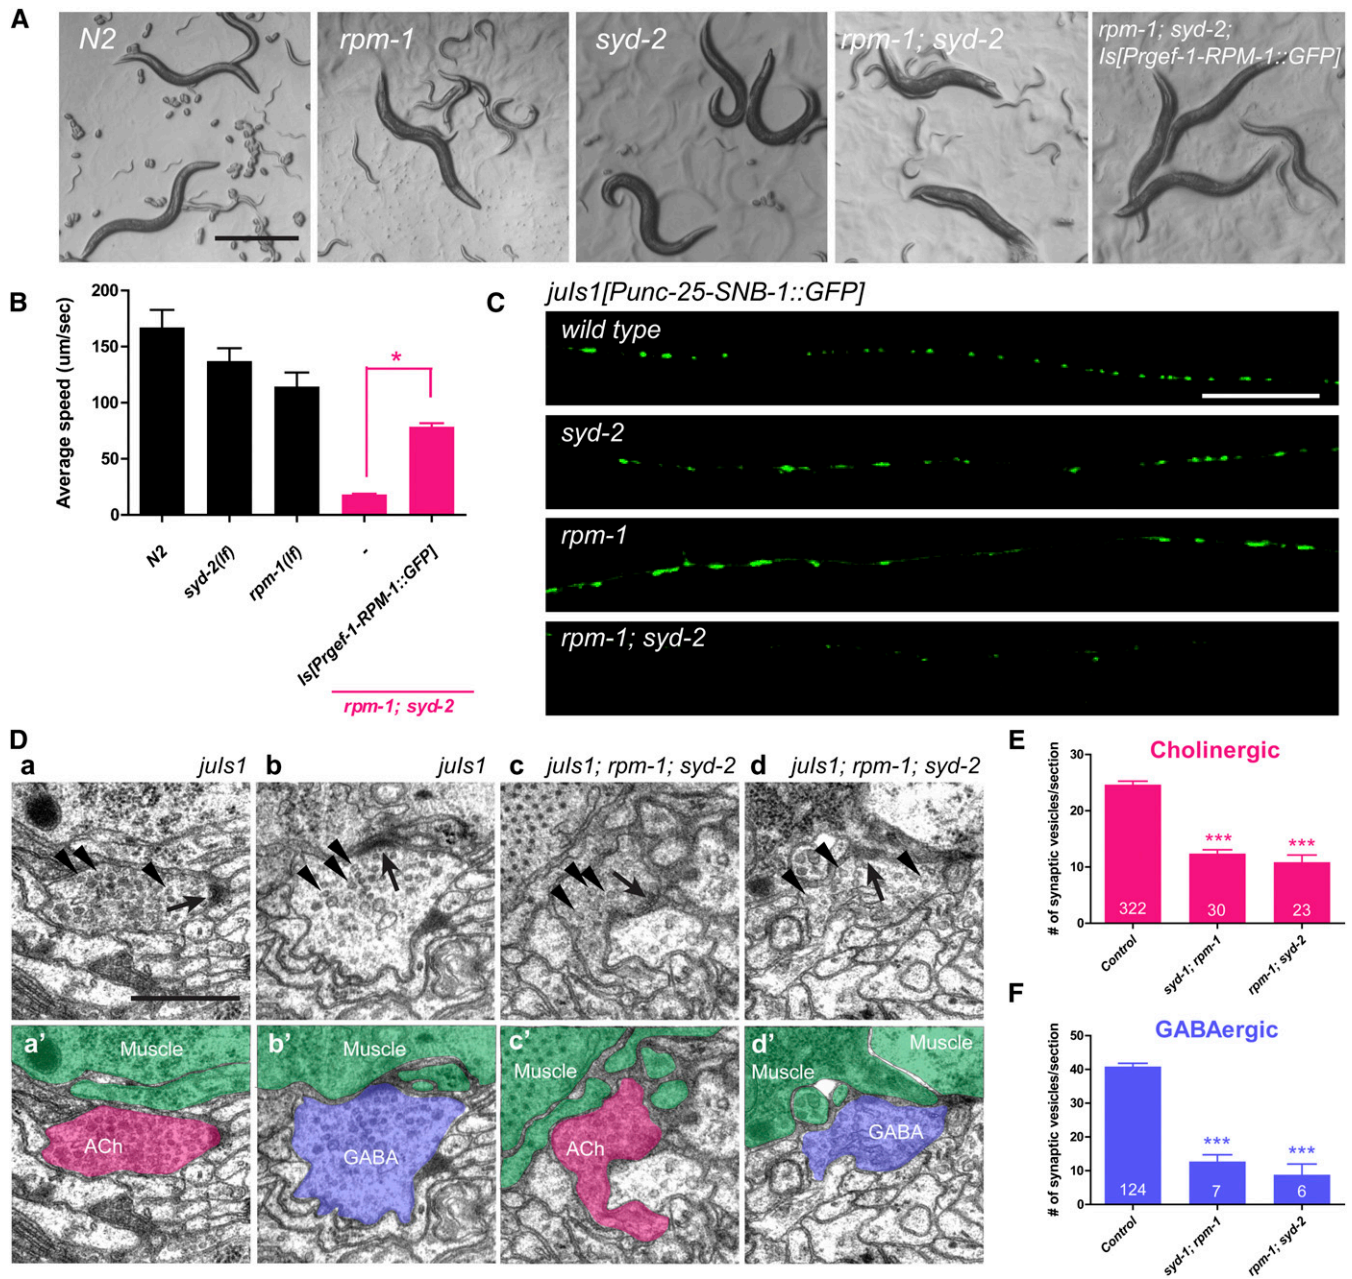 A
N2
rpm-1
syd-2
rpm-1; syd-2
rpm-1; syd-2;
Is[Prgef-1-RPM-1::GFP]
B
Average speed (um/sec)
200
150
100
50
0
N2
syd-2(lf)
rpm-1(lf)
-
Is[Prgef-1-RPM-1::GFP]
*
rpm-1; syd-2
C
juIs1[Punc-25-SNB-1::GFP]
wild type
syd-2
rpm-1
rpm-1; syd-2
D
a juIs1
b juIs1
c juIs1; rpm-1; syd-2
d juIs1; rpm-1; syd-2
a'
Muscle
ACh
b'
Muscle
GABA
c'
Muscle
ACh
d'
Muscle
Muscle
GABA
E
Cholinergic
# of synaptic vesicles/section
30
20
10
0
***
***
322
30
23
Control
syd-1; rpm-1
rpm-1; syd-2
F
GABAergic
# of synaptic vesicles/section
50
40
30
20
10
0
***
***
124
7
6
Control
syd-1; rpm-1
rpm-1; syd-2